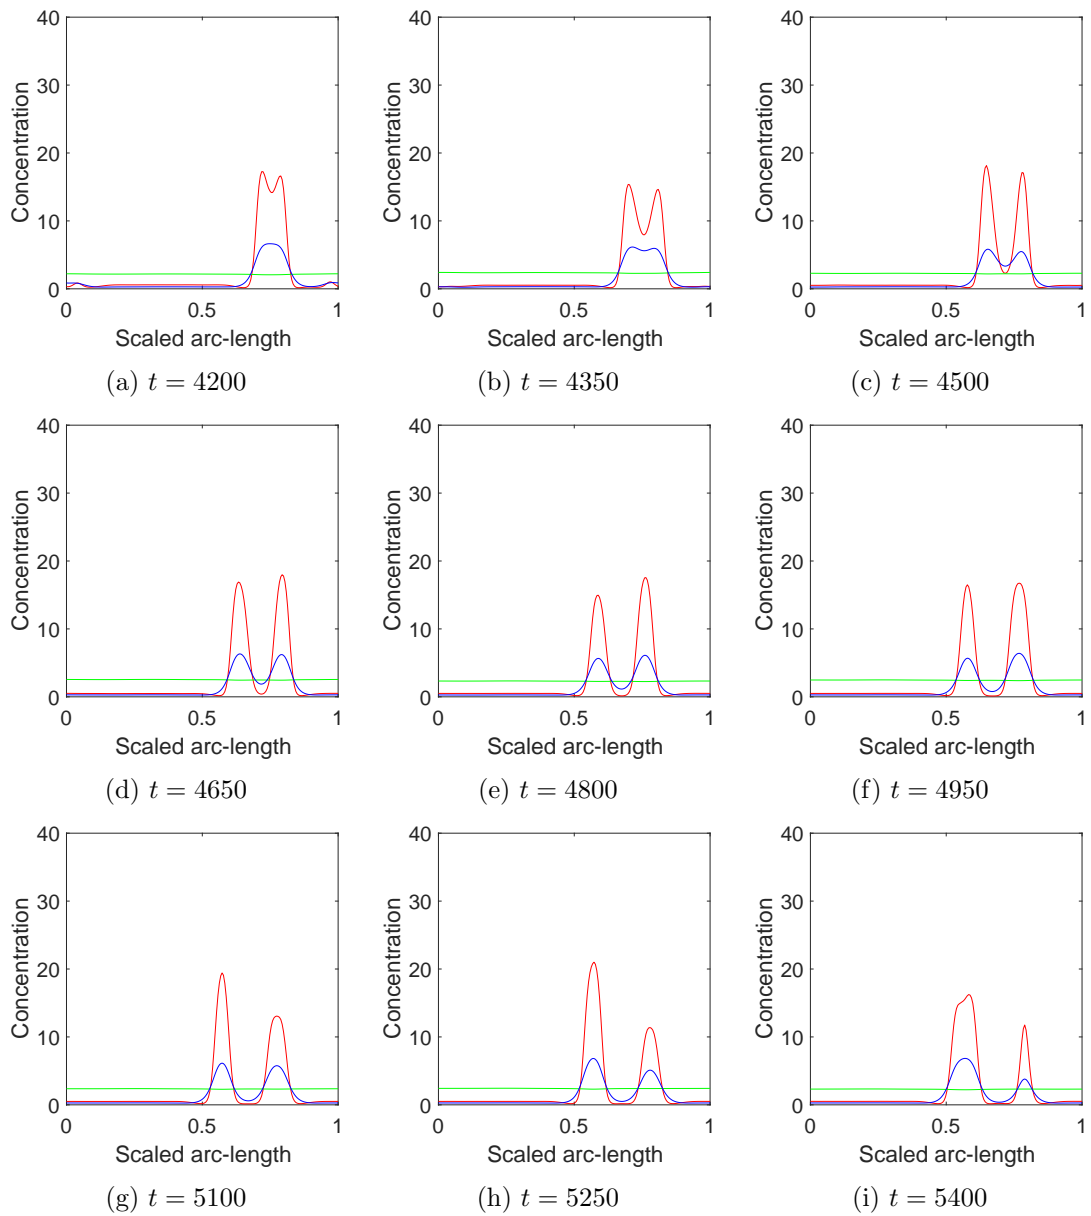 40 40 40
30 30 30
20 20 20
10 10 10
0 0 0
0 0.5 1 0 0.5 1 0 0.5 1
Concentration Concentration Concentration
Scaled arc-length Scaled arc-length Scaled arc-length
(a) t = 4200 (b) t = 4350 (c) t = 4500
40 40 40
30 30 30
20 20 20
10 10 10
0 0 0
0 0.5 1 0 0.5 1 0 0.5 1
Concentration Concentration Concentration
Scaled arc-length Scaled arc-length Scaled arc-length
(d) t = 4650 (e) t = 4800 (f) t = 4950
40 40 40
30 30 30
20 20 20
10 10 10
0 0 0
0 0.5 1 0 0.5 1 0 0.5 1
Concentration Concentration Concentration
Scaled arc-length Scaled arc-length Scaled arc-length
(g) t = 5100 (h) t = 5250 (i) t = 5400